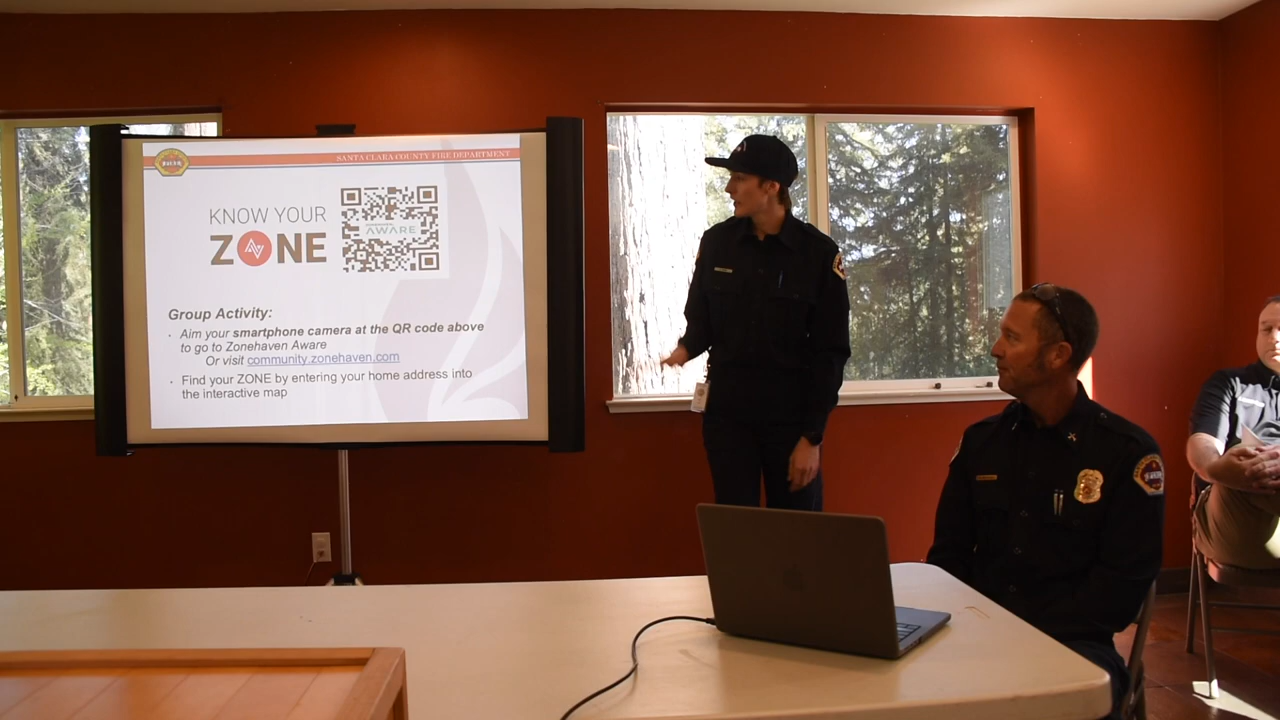 SANTA CLARA COUNTY FIRE DEPARTMENT
KNOW YOUR
ZONE
AWARE
Group Activity:
· Aim your smartphone camera at the QR code above
to go to Zonehaven Aware
Or visit community.zonehaven.com
· Find your ZONE by entering your home address into
the interactive map